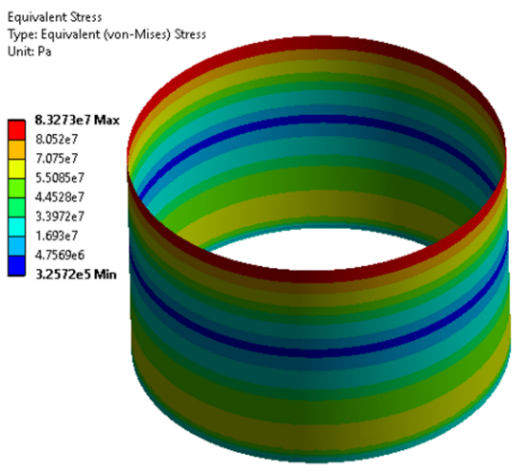 Equivalent Stress
Type: Equivalent (von-Mises) Stress
Unit: Pa
8.3273e7 Max
8.052e7
7.075e7
5.5085e7
4.4528e7
3.3972e7
1.693e7
4.7569e6
3.2572e5 Min